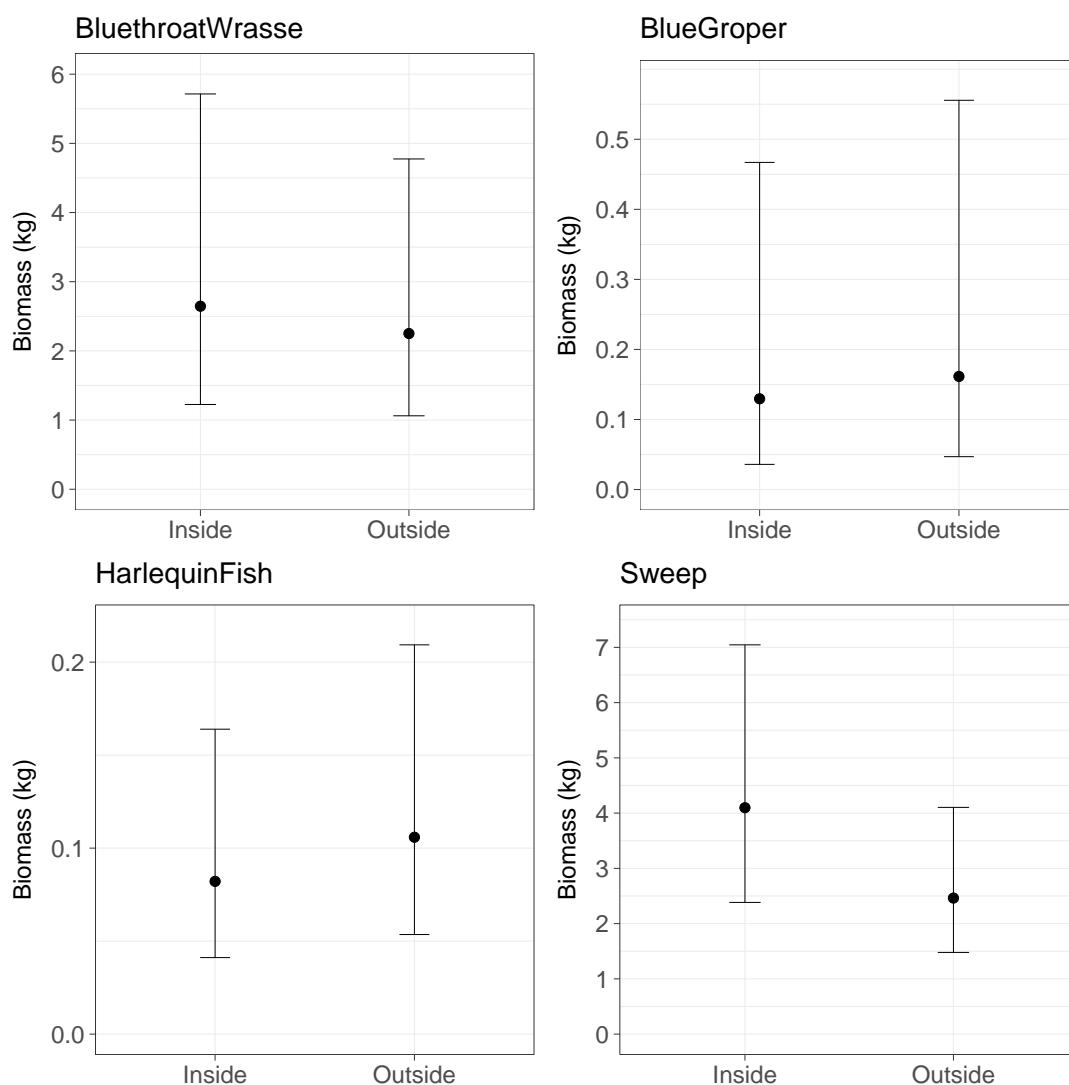 BluethroatWrasse
Biomass (kg)
6
5
4
3
2
1
0
Inside Outside
BlueGroper
Biomass (kg)
0.5
0.4
0.3
0.2
0.1
0.0
Inside Outside
HarlequinFish
Biomass (kg)
0.2
0.1
0.0
Inside Outside
Sweep
Biomass (kg)
7
6
5
4
3
2
1
0
Inside Outside